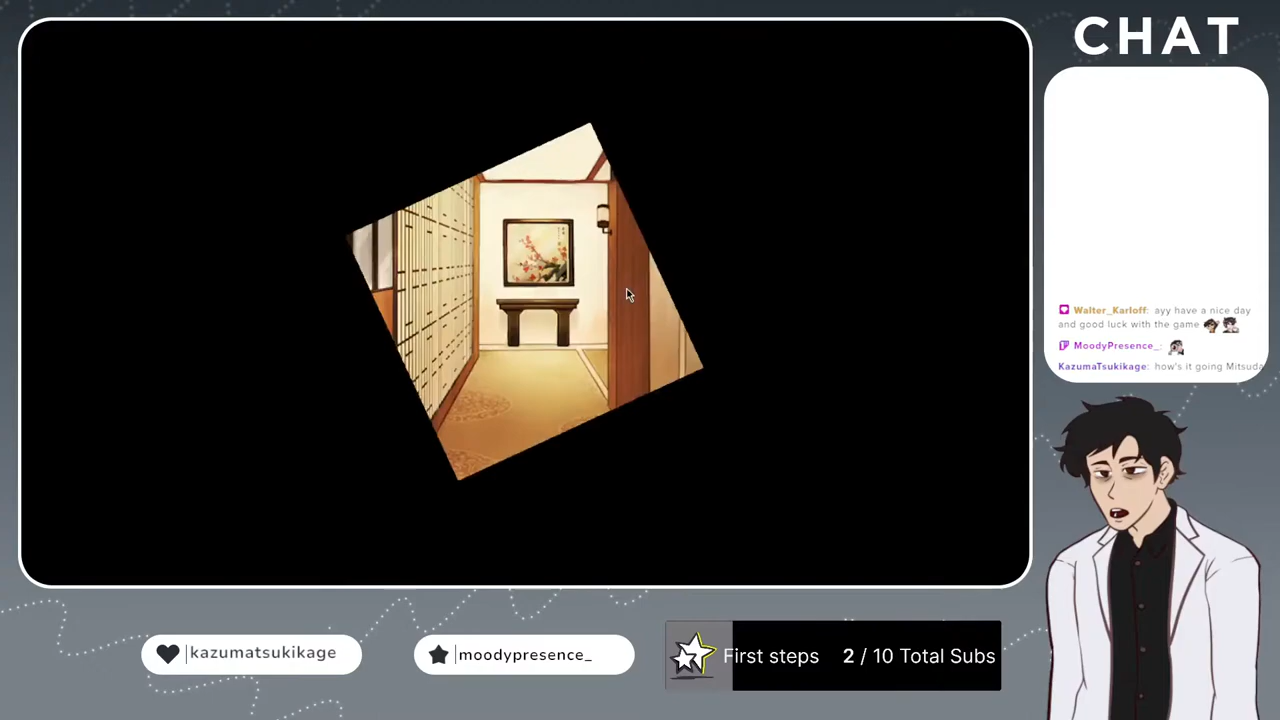 CHAT
Walter_Karloff: ayy have a nice day
and good luck with the game
MoodyPresence_:
KazumaTsukikage: how's it going Mitsuda
kazumatsukikage
moodypresence_
First steps 2 / 10 Total Subs